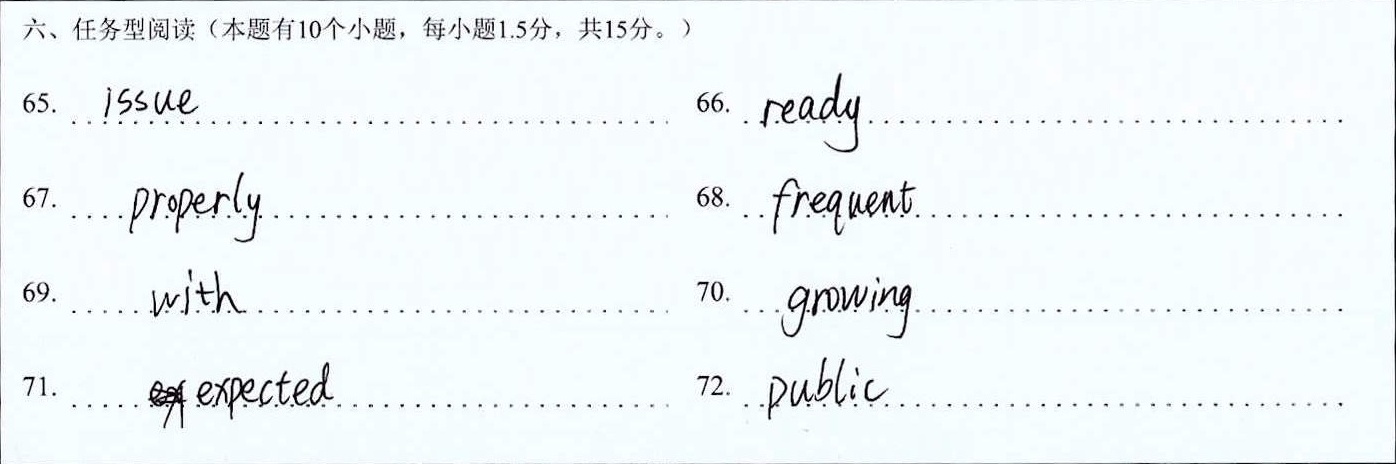 六、任务型阅读（本题有10个小题，每小题1.5分，共15分。）
65. issue 66. ready
67. properly 68. frequent
69. with 70. growing
71. expected 72. public